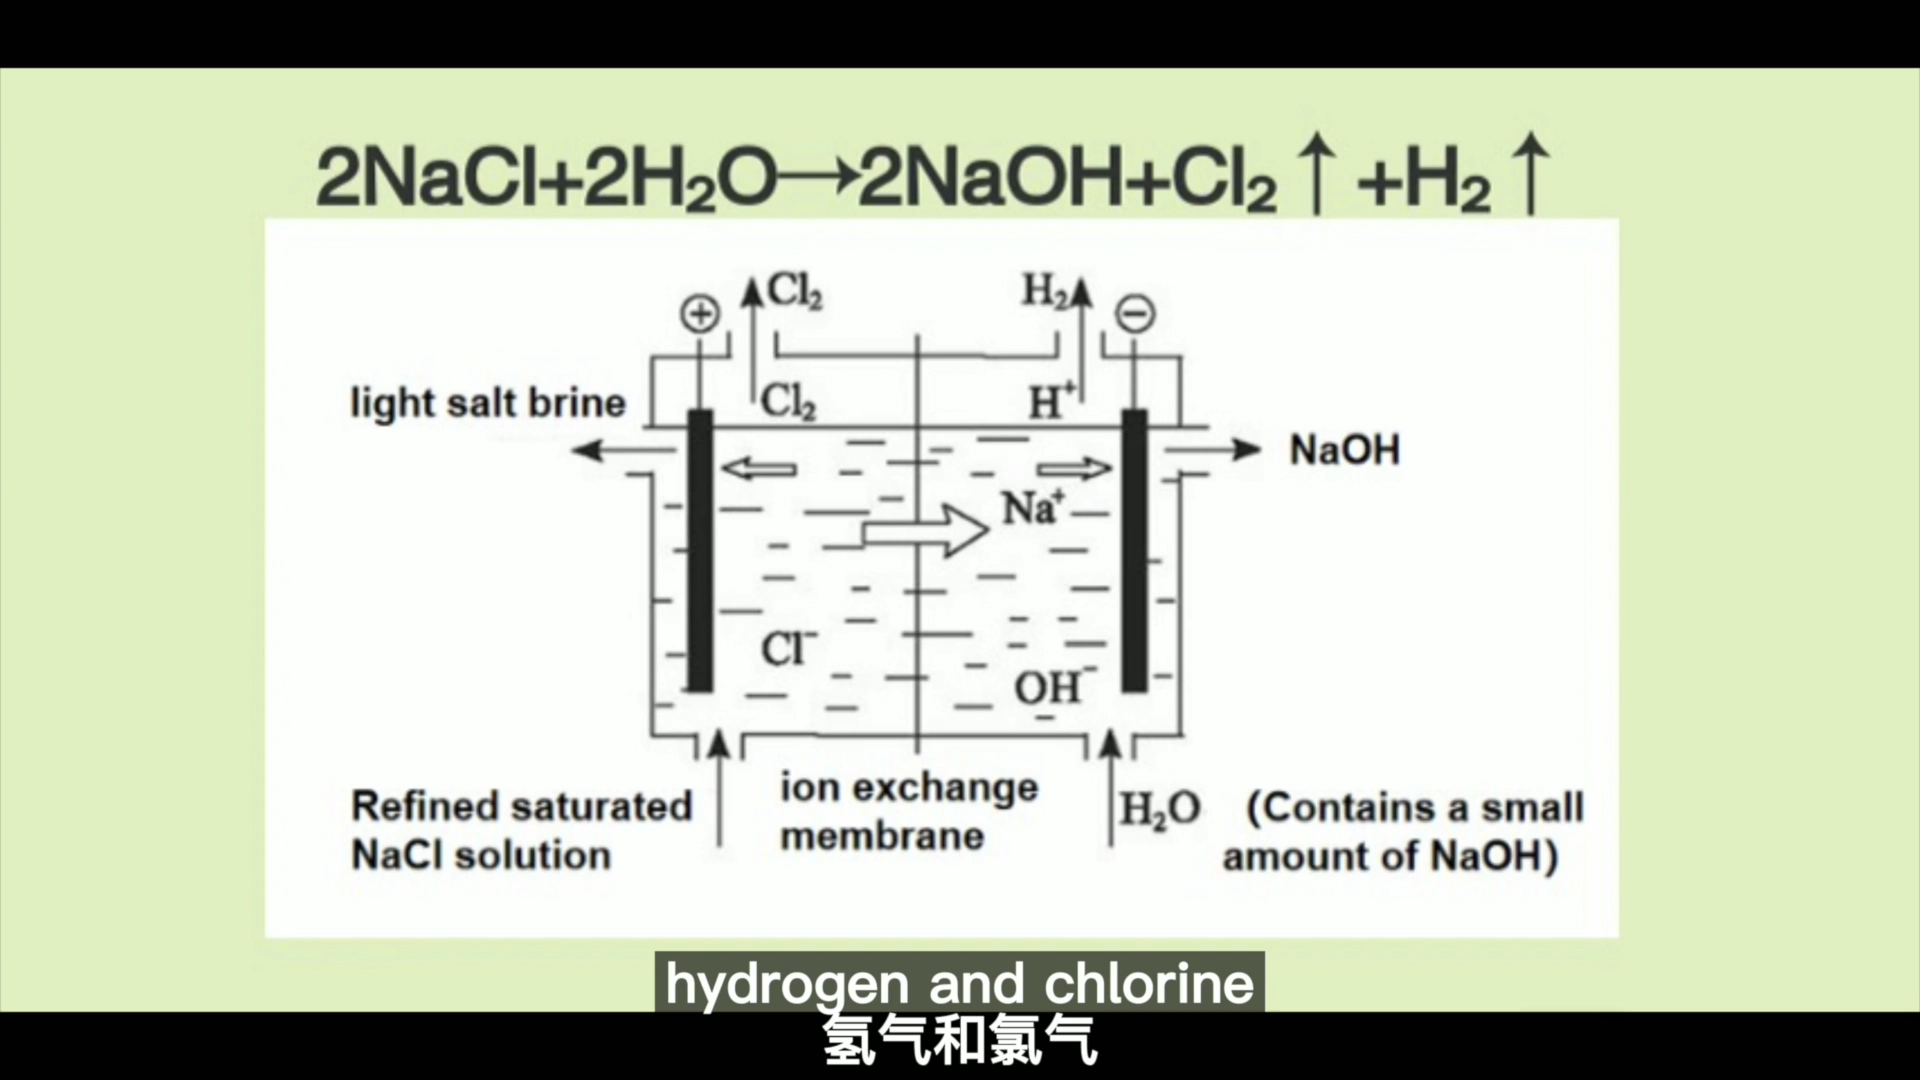 2NaCl+2H₂O→2NaOH+Cl₂↑+H₂↑
Cl₂
H₂
⊕
⊖
light salt brine
Cl₂
H⁺
NaOH
Na⁺
Cl⁻
OH⁻
Refined saturated
NaCl solution
ion exchange
membrane
H₂O (Contains a small
amount of NaOH)
hydrogen and chlorine
氢气和氯气